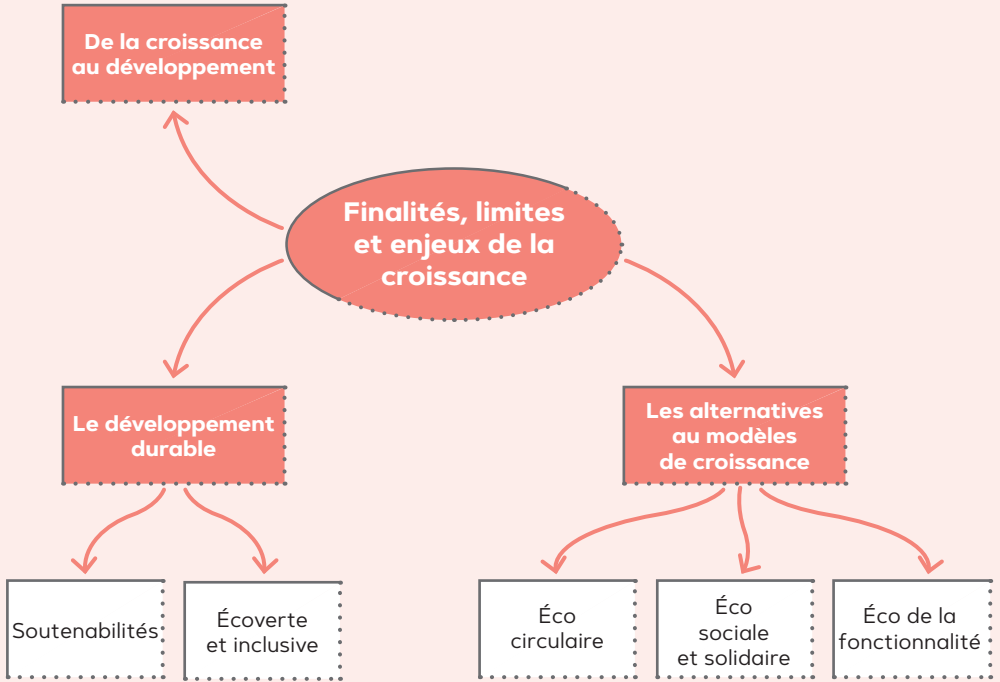 De la croissance
au développement
Finalités, limites
et enjeux de la
croissance
Le développement
durable
Les alternatives
au modèles
de croissance
Soutenabilités
Écoverte
et inclusive
Éco
circulaire
Éco
sociale
et solidaire
Éco de la
fonctionnalité